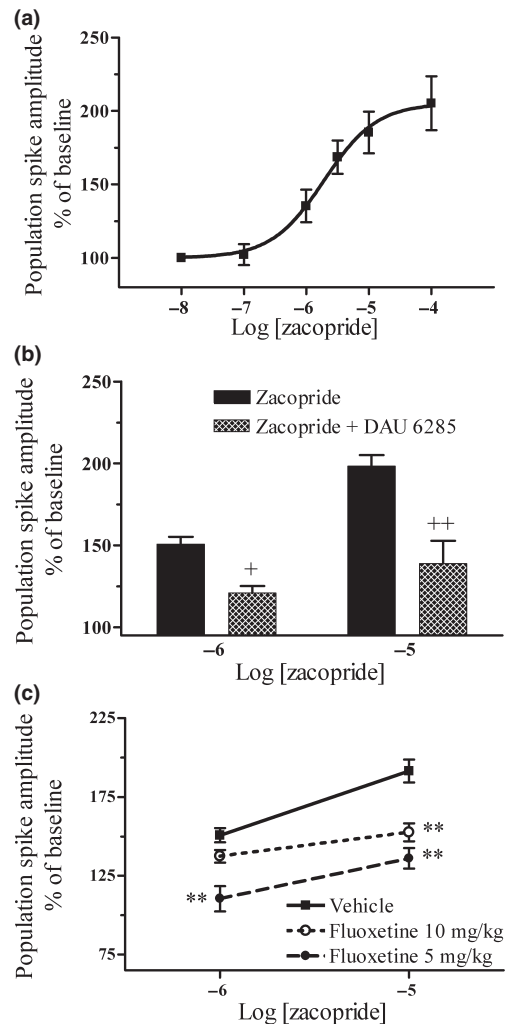 (a)
Population spike amplitude
% of baseline
250
200
150
100
–8
–7
–6
–5
–4
Log [zacopride]
(b)
Population spike amplitude
% of baseline
250
200
150
100
Zacopride
Zacopride + DAU 6285
+
++
–6
–5
Log [zacopride]
(c)
Population spike amplitude
% of baseline
225
175
125
75
**
**
**
Vehicle
Fluoxetine 10 mg/kg
Fluoxetine 5 mg/kg
–6
–5
Log [zacopride]